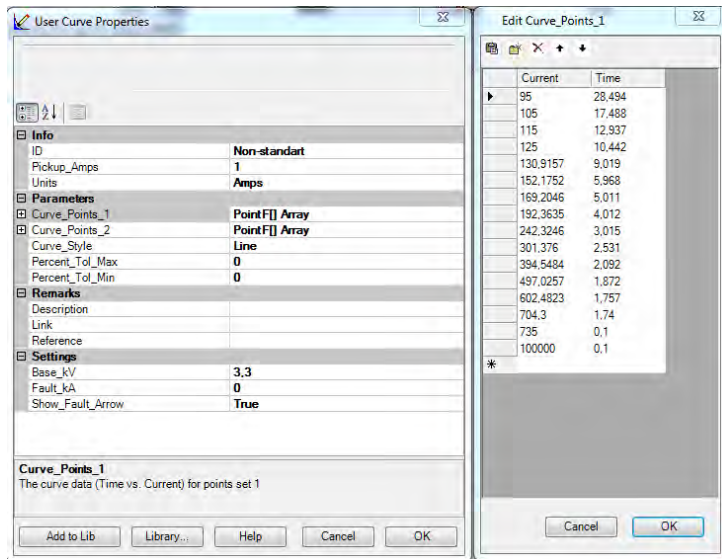 User Curve Properties
Info
ID Non-standart
Pickup_Amps 1
Units Amps
Parameters
Curve_Points_1 PointF[] Array
Curve_Points_2 PointF[] Array
Curve_Style Line
Percent_Tol_Max 0
Percent_Tol_Min 0
Remarks
Description
Link
Reference
Settings
Base_kV 3,3
Fault_kA 0
Show_Fault_Arrow True
Curve_Points_1
The curve data (Time vs. Current) for points set 1
Add to Lib Library... Help Cancel OK
Edit Curve_Points_1
Current Time
95 28,494
105 17,488
115 12,937
125 10,442
130,9157 9,019
152,1752 5,968
169,2046 5,011
192,3635 4,012
242,3246 3,015
301,376 2,531
394,5484 2,092
497,0257 1,872
602,4823 1,757
704,3 1,74
735 0,1
100000 0,1
Cancel OK